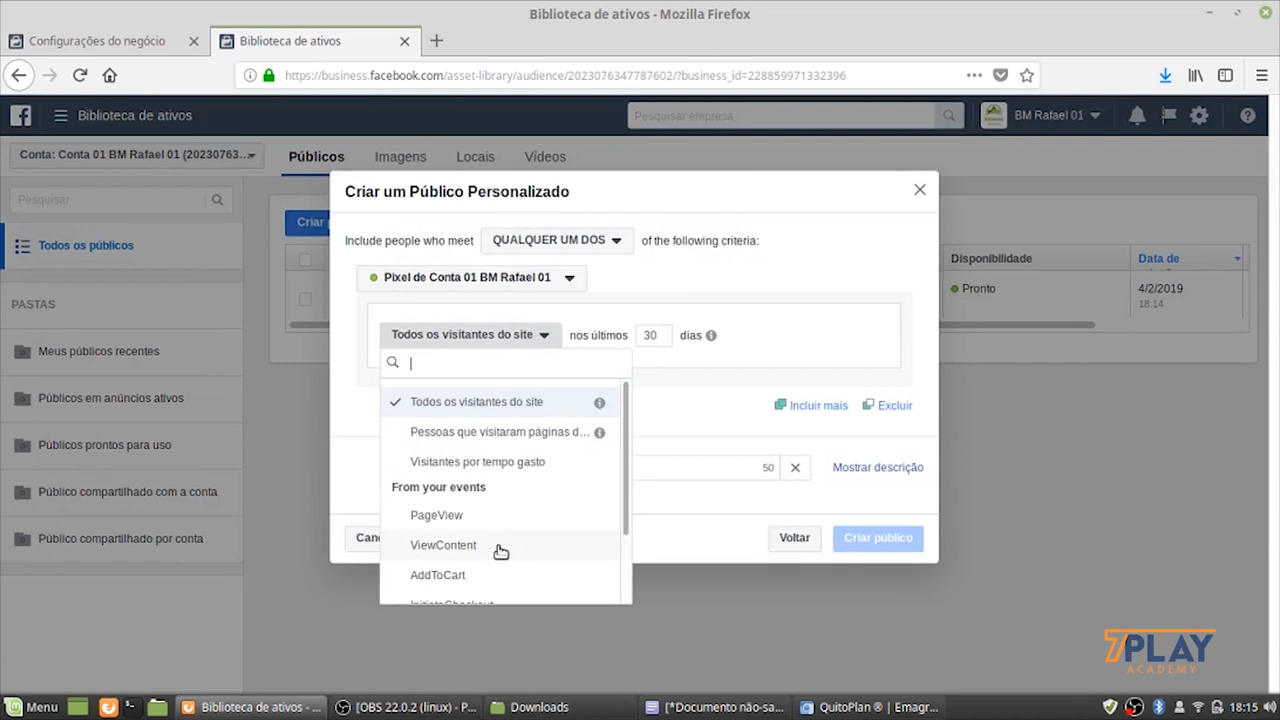 Biblioteca de ativos - Mozilla Firefox
Configurações do negócio
Biblioteca de ativos
https://business.facebook.com/asset-library/audience/2023076347787602/?business_id=228859971332396
Biblioteca de ativos
Pesquisar empresa
BM Rafael 01
Conta: Conta 01 BM Rafael 01 (20230763...
Públicos
Imagens
Locais
Vídeos
Pesquisar
Todos os públicos
PASTAS
Meus públicos recentes
Públicos em anúncios ativos
Públicos prontos para uso
Público compartilhado com a conta
Público compartilhado por conta
Criar
Disponibilidade
Data de
Pronto
4/2/2019
18:14
Criar um Público Personalizado
Include people who meet QUALQUER UM DOS of the following criteria:
Pixel de Conta 01 BM Rafael 01
Todos os visitantes do site nos últimos 30 dias
Todos os visitantes do site
Pessoas que visitaram páginas d...
Visitantes por tempo gasto
From your events
PageView
ViewContent
AddToCart
InitiateCheckout
Incluir mais
Excluir
50
Mostrar descrição
Canc
Voltar
Criar público
7PLAY
ACADEMY
Menu
Biblioteca de ativos - ...
[OBS 22.0.2 (linux) - P...
Downloads
[*Documento não-sa...
QuitoPlan ® | Emagr...
18:15